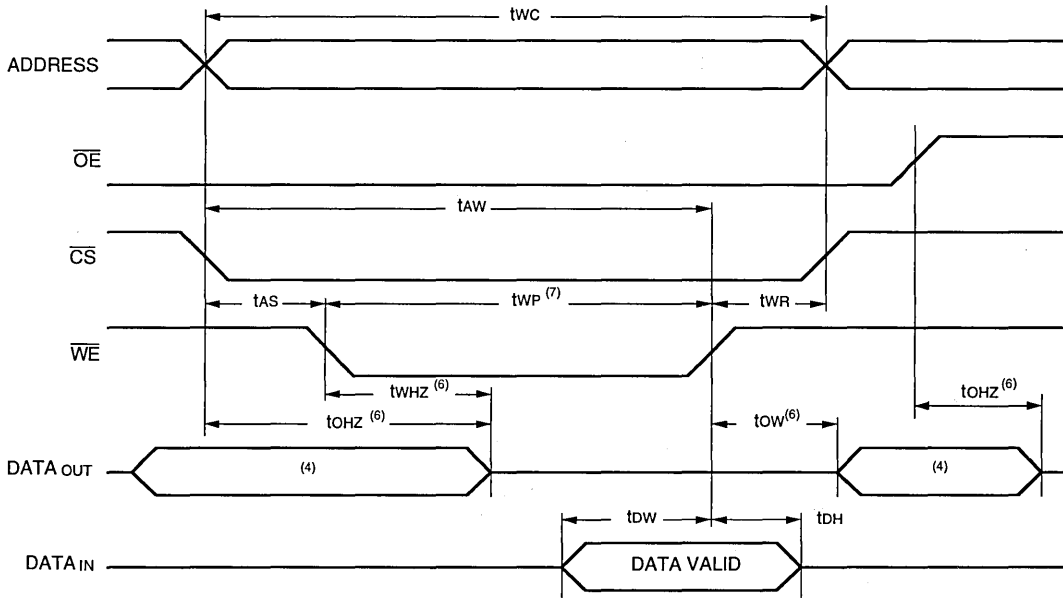 tWC
ADDRESS
OE
tAW
CS
tAS
tWP (7)
tWR
WE
tWHZ (6)
tOHZ (6)
tOW(6)
tOHZ (6)
DATA OUT
(4)
(4)
tDW
tDH
DATA IN
DATA VALID